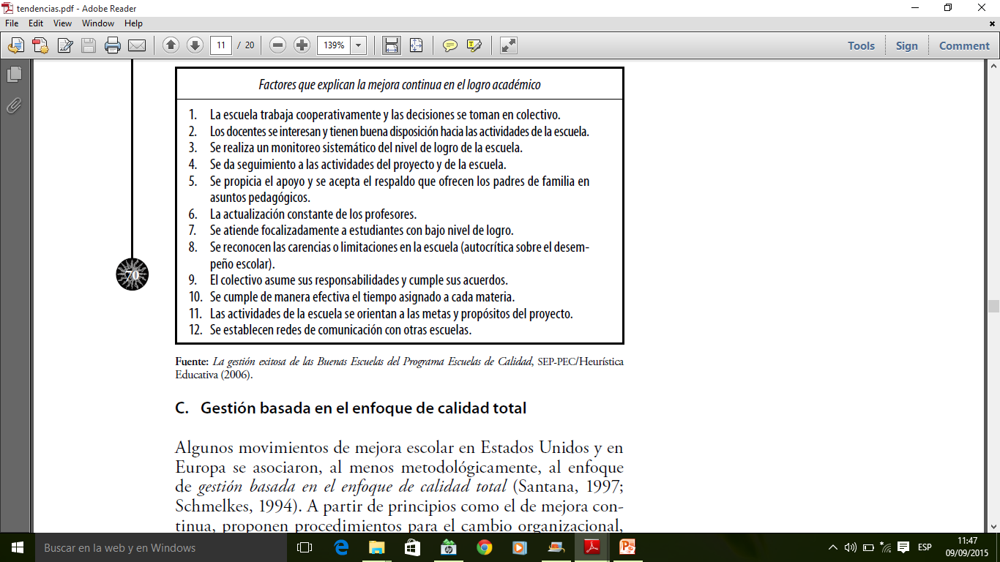 tendencias.pdf - Adobe Reader
File Edit View Window Help
11 / 20 139% Tools Sign Comment
Factores que explican la mejora continua en el logro académico
1. La escuela trabaja cooperativamente y las decisiones se toman en colectivo.
2. Los docentes se interesan y tienen buena disposición hacia las actividades de la escuela.
3. Se realiza un monitoreo sistemático del nivel de logro de la escuela.
4. Se da seguimiento a las actividades del proyecto y de la escuela.
5. Se propicia el apoyo y se acepta el respaldo que ofrecen los padres de familia en
asuntos pedagógicos.
6. La actualización constante de los profesores.
7. Se atiende focalizadamente a estudiantes con bajo nivel de logro.
8. Se reconocen las carencias o limitaciones en la escuela (autocrítica sobre el desem-
peño escolar).
70
9. El colectivo asume sus responsabilidades y cumple sus acuerdos.
10. Se cumple de manera efectiva el tiempo asignado a cada materia.
11. Las actividades de la escuela se orientan a las metas y propósitos del proyecto.
12. Se establecen redes de comunicación con otras escuelas.
Fuente: La gestión exitosa de las Buenas Escuelas del Programa Escuelas de Calidad, SEP-PEC/Heurística
Educativa (2006).
C. Gestión basada en el enfoque de calidad total
Algunos movimientos de mejora escolar en Estados Unidos y en
Europa se asociaron, al menos metodológicamente, al enfoque
de gestión basada en el enfoque de calidad total (Santana, 1997;
Schmelkes, 1994). A partir de principios como el de mejora con-
tinua, proponen procedimientos para el cambio organizacional,
Buscar en la web y en Windows
ESP
11:47
09/09/2015